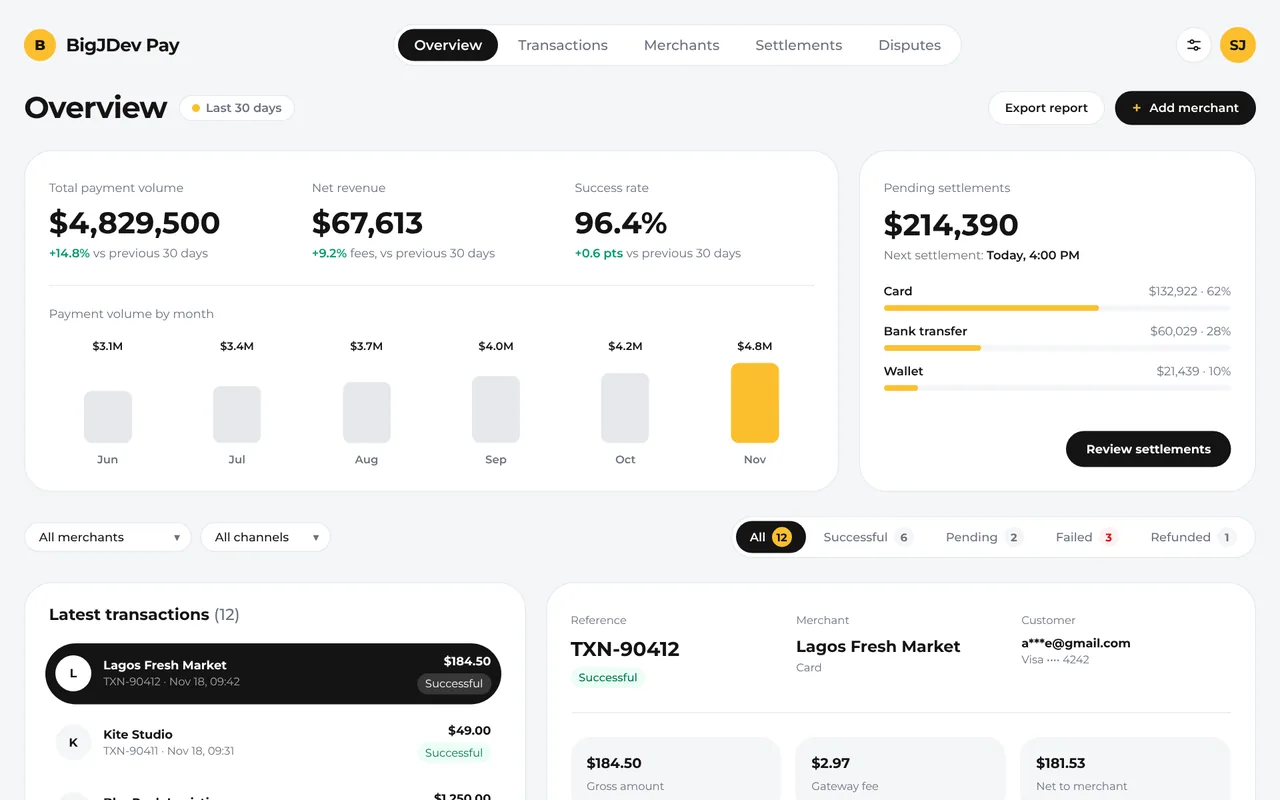 B BigJDev Pay
Overview Transactions Merchants Settlements Disputes
SJ
Overview
Last 30 days
Export report
+ Add merchant
Total payment volume
$4,829,500
+14.8% vs previous 30 days
Net revenue
$67,613
+9.2% fees, vs previous 30 days
Success rate
96.4%
+0.6 pts vs previous 30 days
Payment volume by month
$3.1M $3.4M $3.7M $4.0M $4.2M $4.8M
Jun Jul Aug Sep Oct Nov
Pending settlements
$214,390
Next settlement: Today, 4:00 PM
Card $132,922 · 62%
Bank transfer $60,029 · 28%
Wallet $21,439 · 10%
Review settlements
All merchants ▾
All channels ▾
All 12 Successful 6 Pending 2 Failed 3 Refunded 1
Latest transactions (12)
L
Lagos Fresh Market
TXN-90412 · Nov 18, 09:42
$184.50
Successful
K
Kite Studio
TXN-90411 · Nov 18, 09:31
$49.00
Successful
$1,250.00
Reference
TXN-90412
Successful
Merchant
Lagos Fresh Market
Card
Customer
a***e@gmail.com
Visa •••• 4242
$184.50
Gross amount
$2.97
Gateway fee
$181.53
Net to merchant